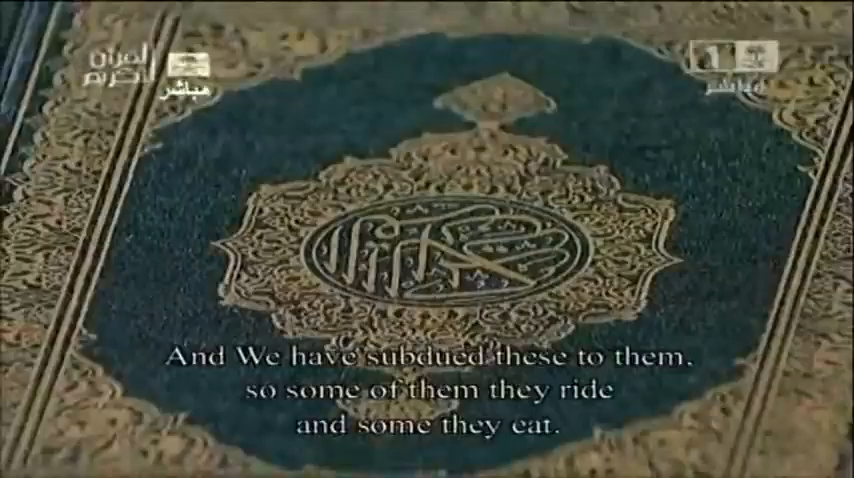 القرآن
الكريم
مباشر
1
مباشر
And We have subdued these to them,
so some of them they ride
and some they eat.